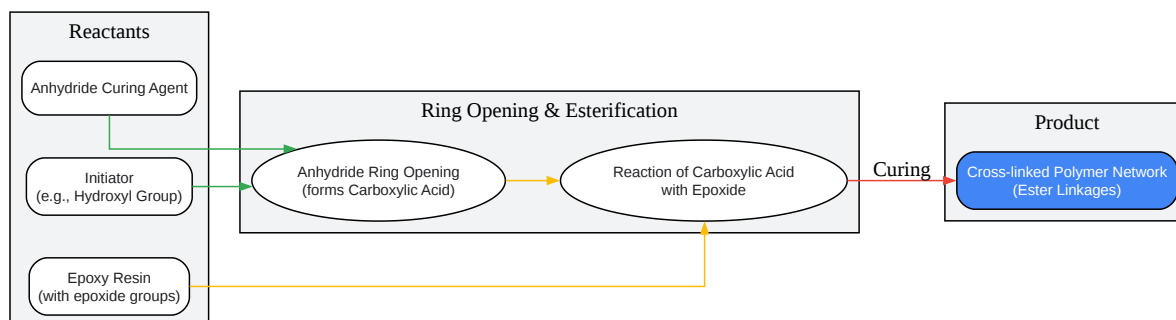 Reactants
Anhydride Curing Agent
Initiator
(e.g., Hydroxyl Group)
Epoxy Resin
(with epoxide groups)
Ring Opening & Esterification
Anhydride Ring Opening
(forms Carboxylic Acid)
Reaction of Carboxylic Acid
with Epoxide
Curing
Product
Cross-linked Polymer Network
(Ester Linkages)